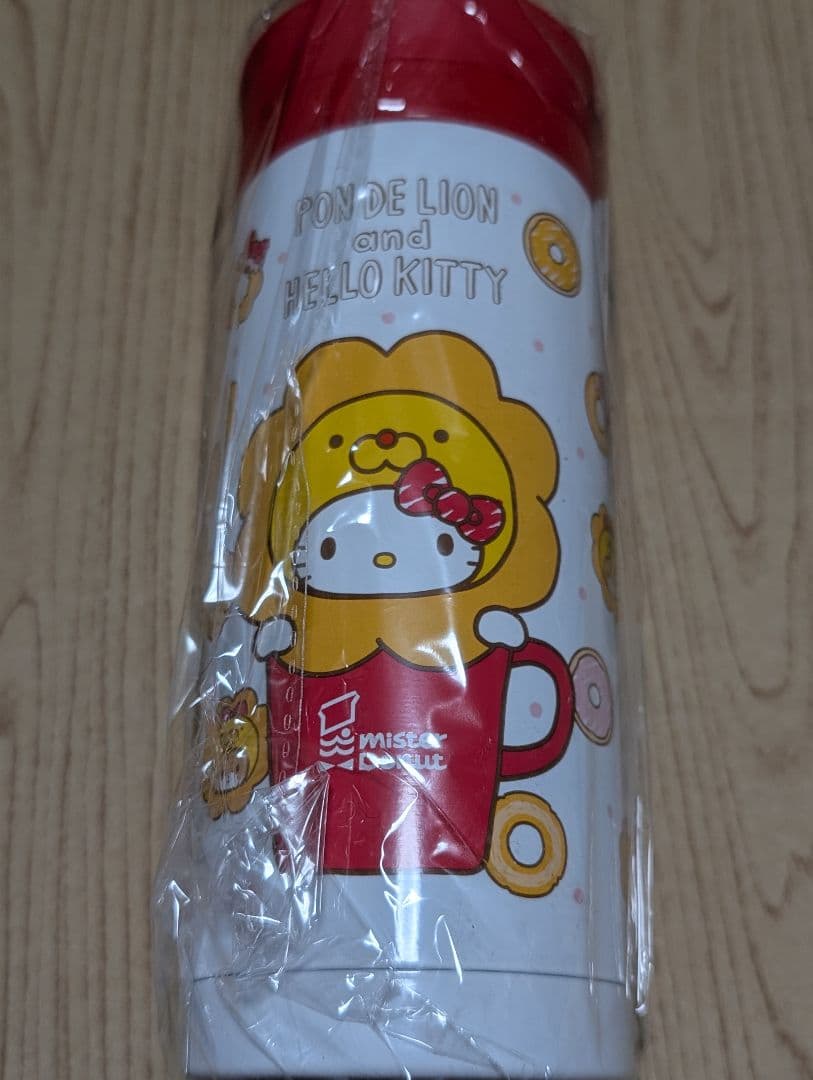 PON DE LION
and
HELLO KITTY
mister
Donut